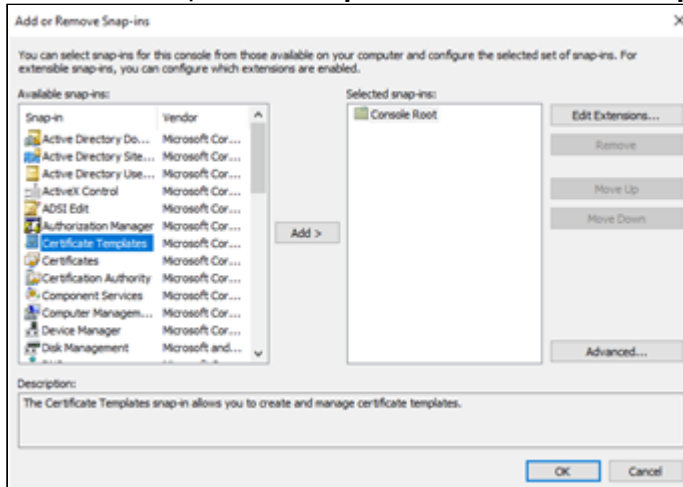 Add or Remove Snap-ins
You can select snap-ins for this console from those available on your computer and configure the selected set of snap-ins. For
extensible snap-ins, you can configure which extensions are enabled.
Available snap-ins:
Selected snap-ins:
Snap-in Vendor
Active Directory Do... Microsoft Cor...
Active Directory Site... Microsoft Cor...
Active Directory Use... Microsoft Cor...
ActiveX Control Microsoft Cor...
ADSI Edit Microsoft Cor...
Authorization Manager Microsoft Cor...
Certificate Templates Microsoft Cor...
Certificates Microsoft Cor...
Certification Authority Microsoft Cor...
Component Services Microsoft Cor...
Computer Managem... Microsoft Cor...
Device Manager Microsoft Cor...
Disk Management Microsoft and...
Add >
Console Root
Edit Extensions...
Remove
Move Up
Move Down
Advanced...
Description:
The Certificate Templates snap-in allows you to create and manage certificate templates.
OK Cancel